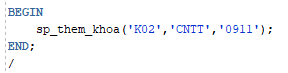 BEGIN
    sp_them_khoa('K02','CNTT','0911');
END;
/